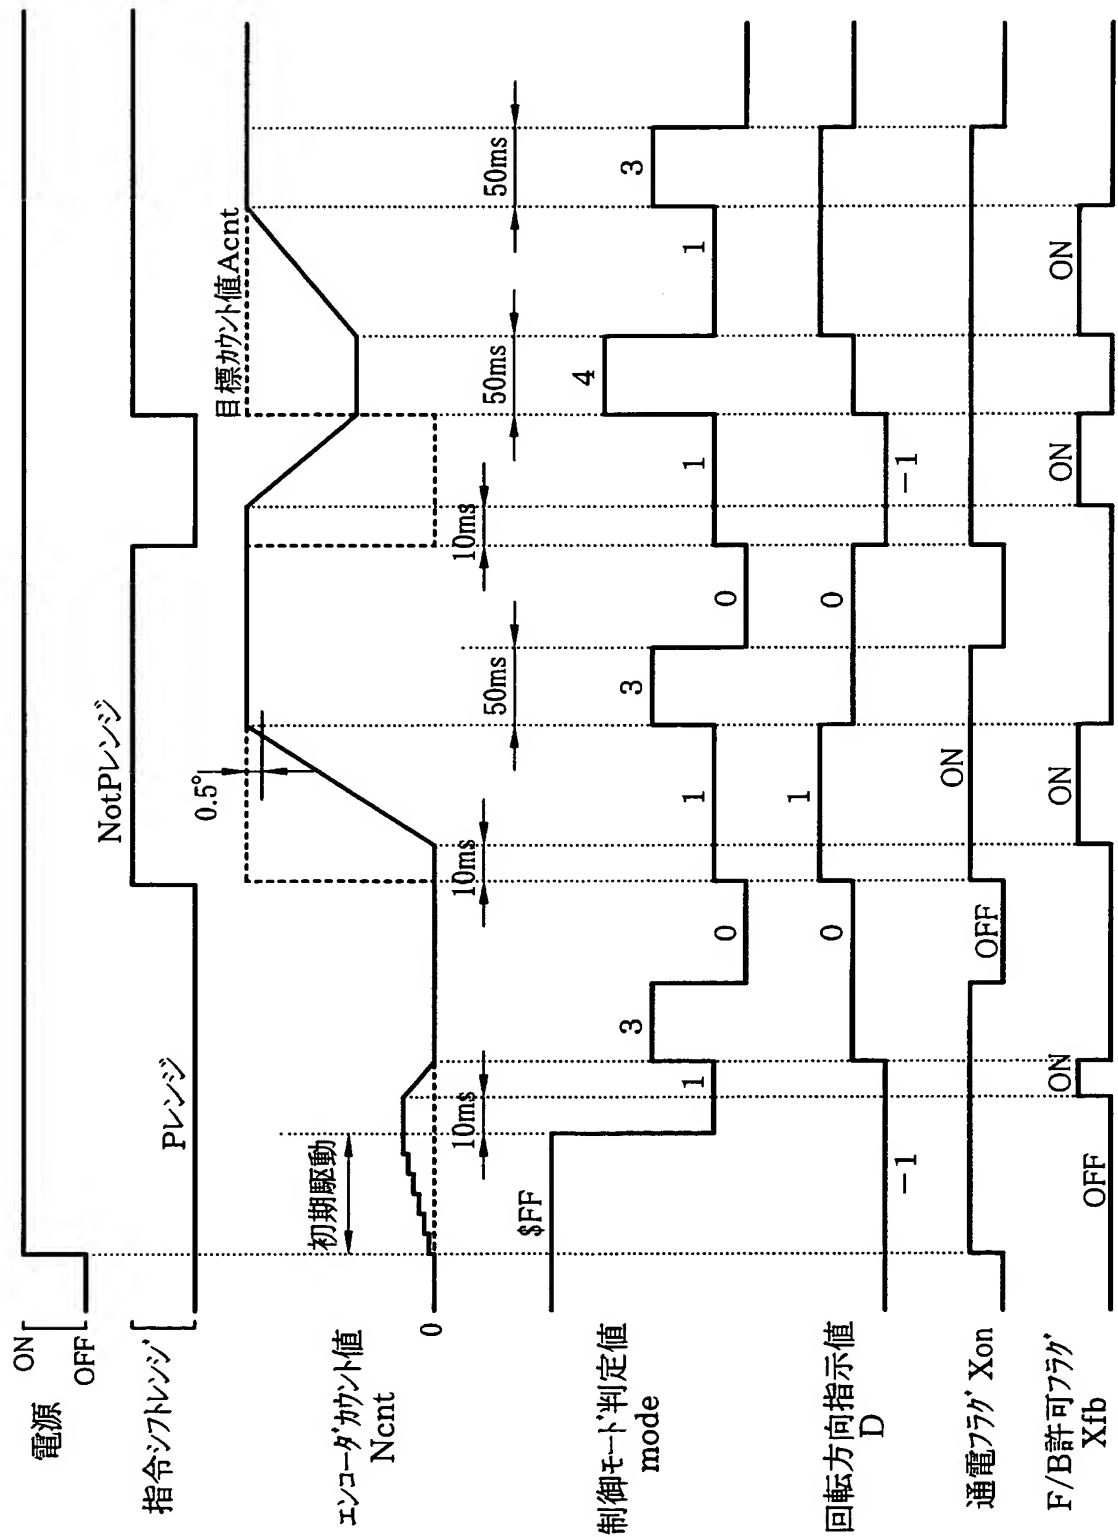 ON
OFF
電源
指令シフトレンジ
Pレンジ
NotPレンジ
エンコーダカウント値
Ncnt
0
初期駆動
10ms
10ms
0.5°
50ms
10ms
50ms
50ms
目標カウント値Acnt
制御モード判定値
mode
$FF
1
3
0
1
3
0
1
4
1
3
回転方向指示値
D
−1
0
1
0
−1
通電フラグXon
OFF
ON
F/B許可フラグ
Xfb
OFF
ON
ON
ON
ON